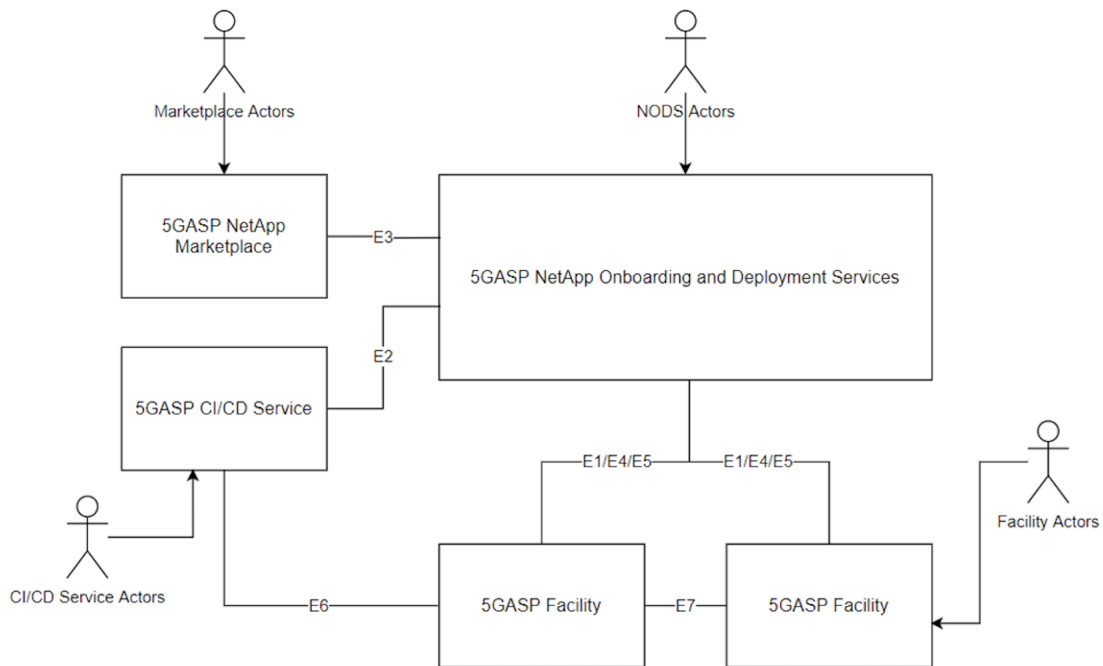 Marketplace Actors
NODS Actors
5GASP NetApp
Marketplace
E3
5GASP NetApp Onboarding and Deployment Services
E2
5GASP CI/CD Service
E1/E4/E5
E1/E4/E5
Facility Actors
CI/CD Service Actors
E6
5GASP Facility
E7
5GASP Facility